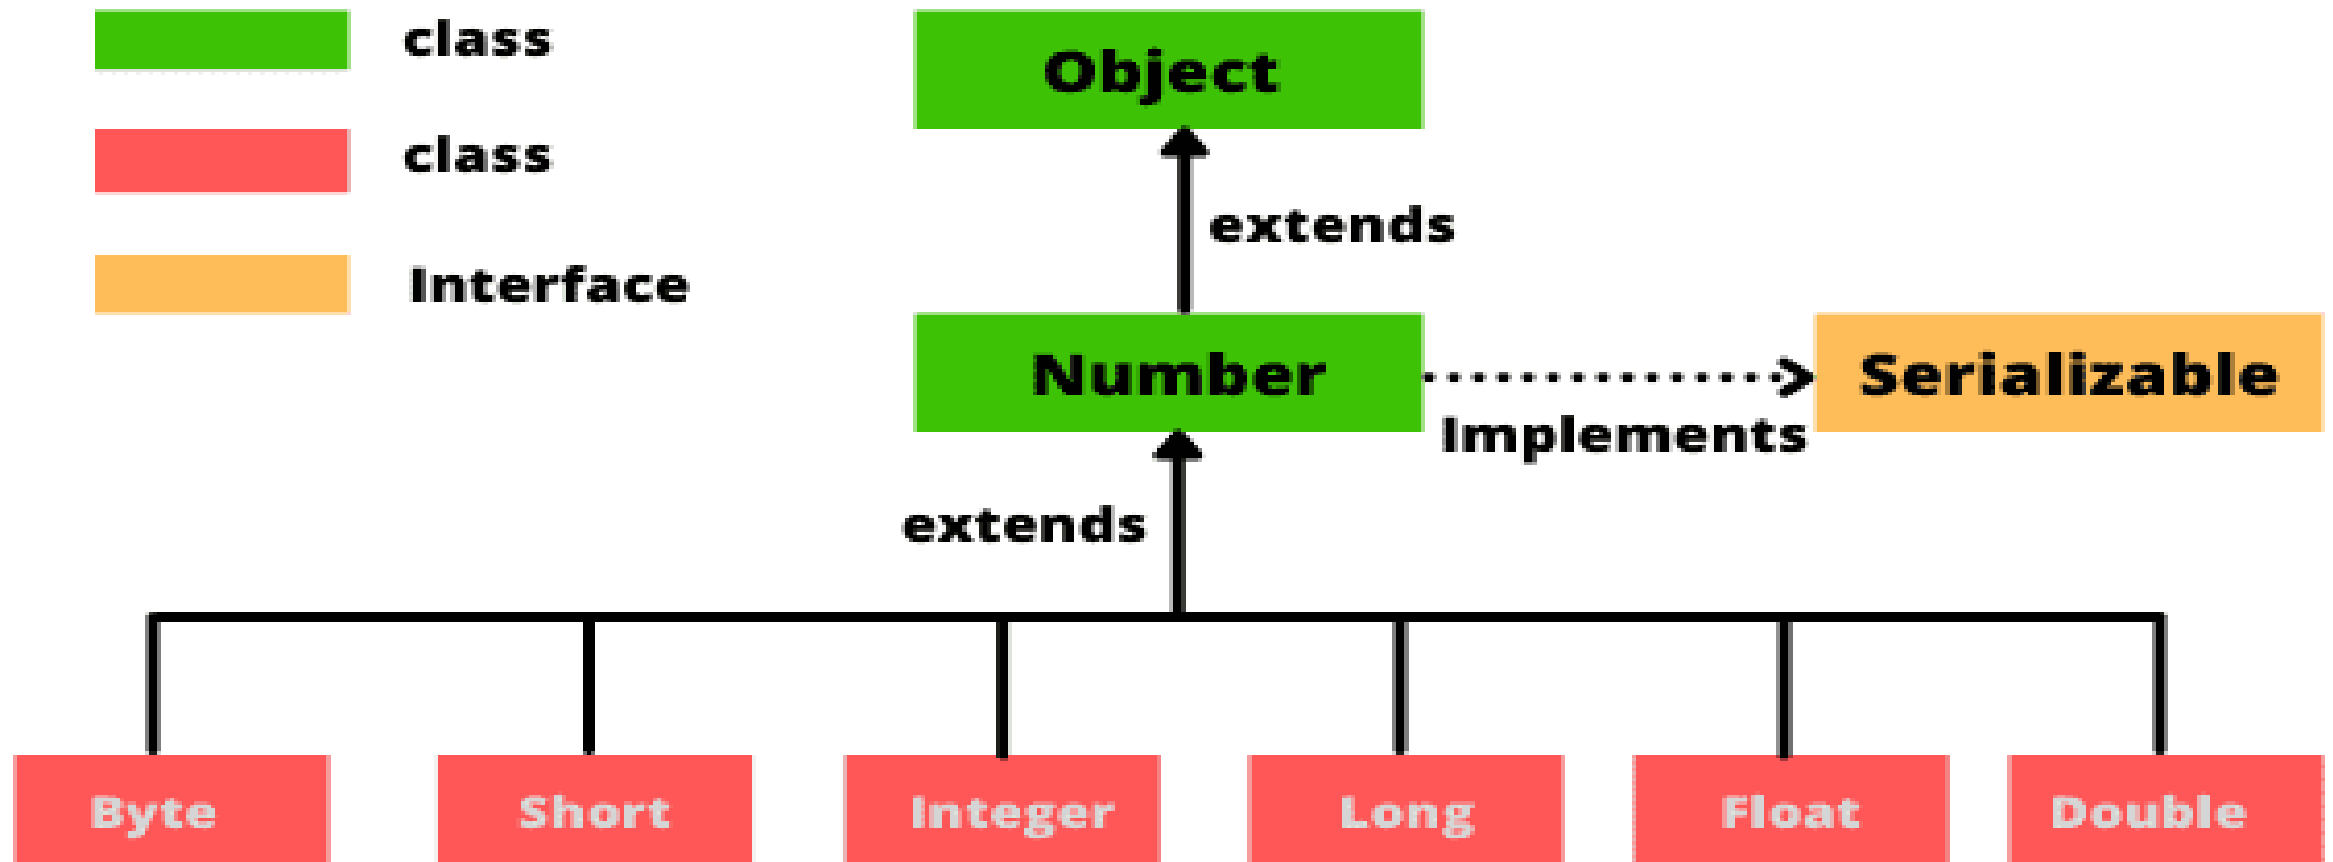 class
Object
class
extends
Interface
Number
Serializable
Implements
extends
Byte
Short
Integer
Long
Float
Double